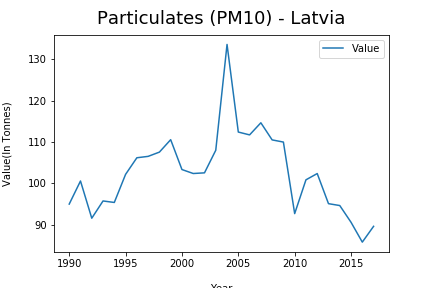 Particulates (PM10) - Latvia
Value
Value(In Tonnes)
130
120
110
100
90
1990 1995 2000 2005 2010 2015
Year